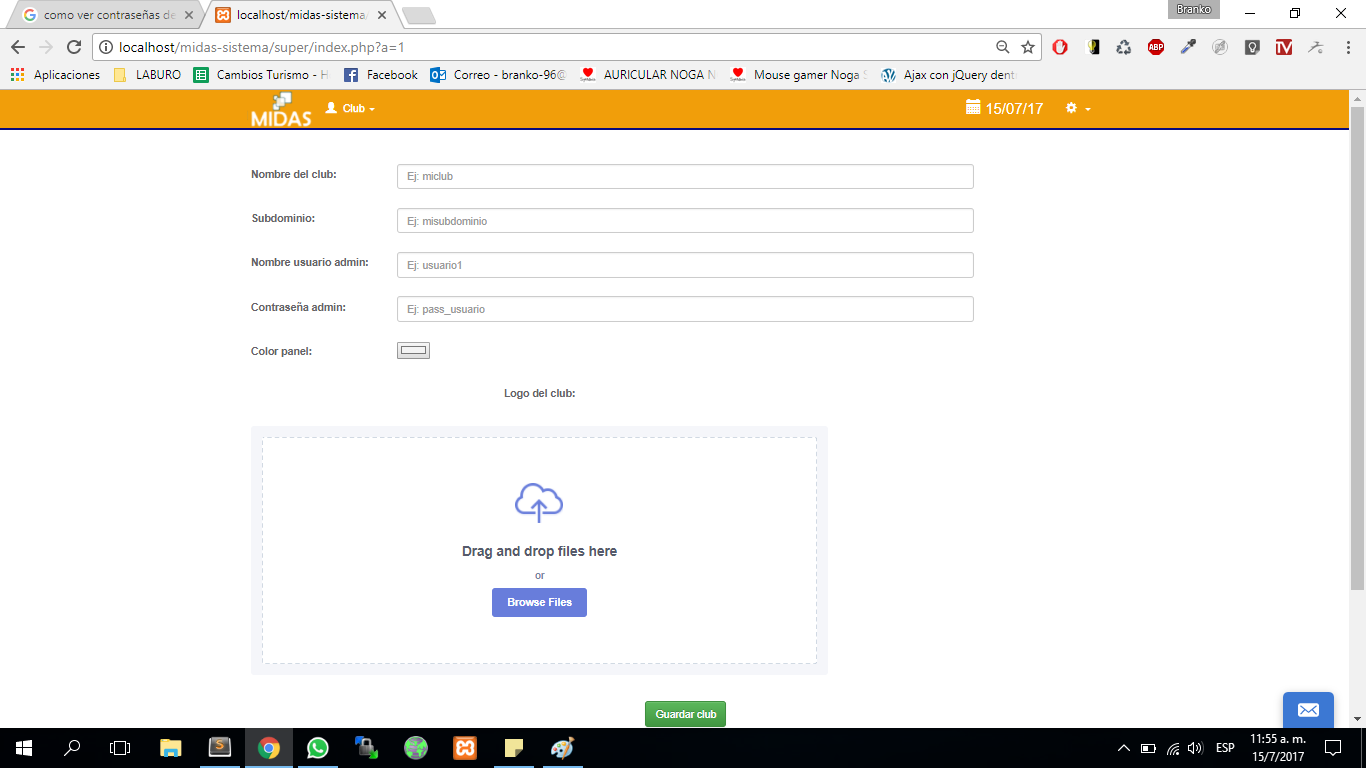 como ver contraseñas de
localhost/midas-sistema/
Branko
localhost/midas-sistema/super/index.php?a=1
ABP
Aplicaciones
LABURO
Cambios Turismo - H
Facebook
Correo - branko-96@
AURICULAR NOGA N
Mouse gamer Noga S
Ajax con jQuery dent
MIDAS
Club
15/07/17
Nombre del club:
Ej: miclub
Subdominio:
Ej: misubdominio
Nombre usuario admin:
Ej: usuario1
Contraseña admin:
Ej: pass_usuario
Color panel:
Logo del club:
Drag and drop files here
or
Browse Files
Guardar club
ESP
11:55 a. m.
15/7/2017